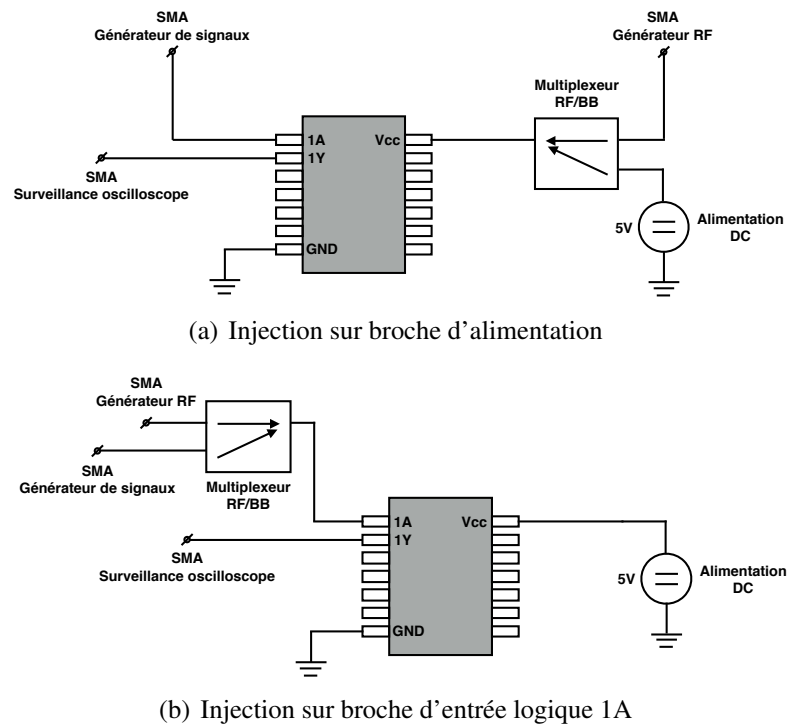 SMA
Générateur de signaux
SMA
Générateur RF
Multiplexeur
RF/BB
1A
Vcc
1Y
SMA
Surveillance oscilloscope
5V
Alimentation
DC
GND
(a) Injection sur broche d'alimentation
SMA
Générateur RF
SMA
Générateur de signaux
Multiplexeur
RF/BB
1A
Vcc
1Y
SMA
Surveillance oscilloscope
5V
Alimentation
DC
GND
(b) Injection sur broche d'entrée logique 1A